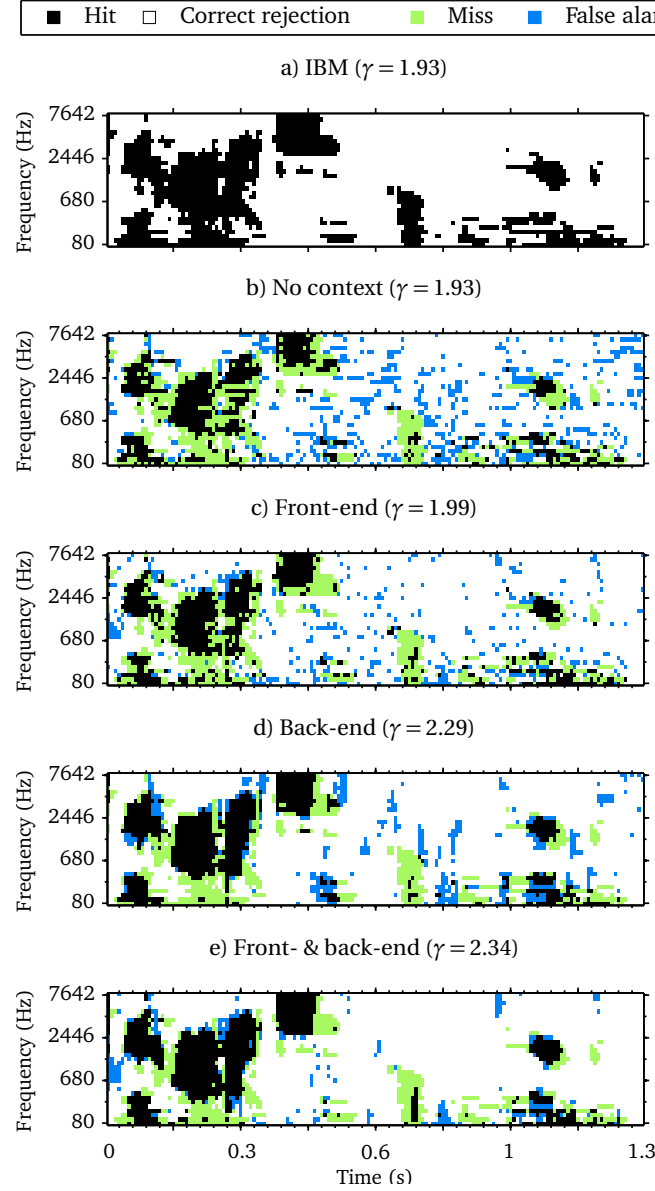 Hit Correct rejection Miss False alar
a) IBM (γ = 1.93)
Frequency (Hz)
7642
2446
680
80
b) No context (γ = 1.93)
Frequency (Hz)
7642
2446
680
80
c) Front-end (γ = 1.99)
Frequency (Hz)
7642
2446
680
80
d) Back-end (γ = 2.29)
Frequency (Hz)
7642
2446
680
80
e) Front- & back-end (γ = 2.34)
Frequency (Hz)
7642
2446
680
80
0 0.3 0.6 1 1.3
Time (s)